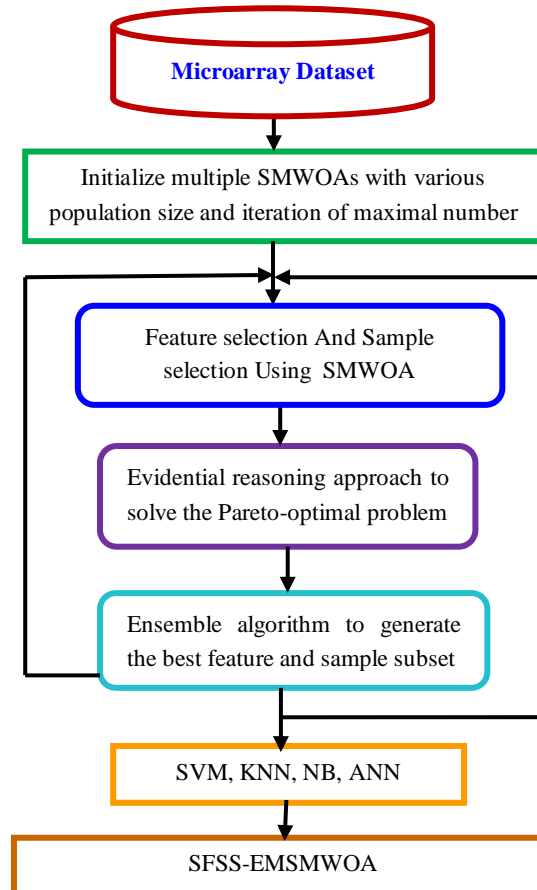 Microarray Dataset
Initialize multiple SMWOAs with various
population size and iteration of maximal number
Feature selection And Sample
selection Using SMWOA
Evidential reasoning approach to
solve the Pareto-optimal problem
Ensemble algorithm to generate
the best feature and sample subset
SVM, KNN, NB, ANN
SFSS-EMSMWOA